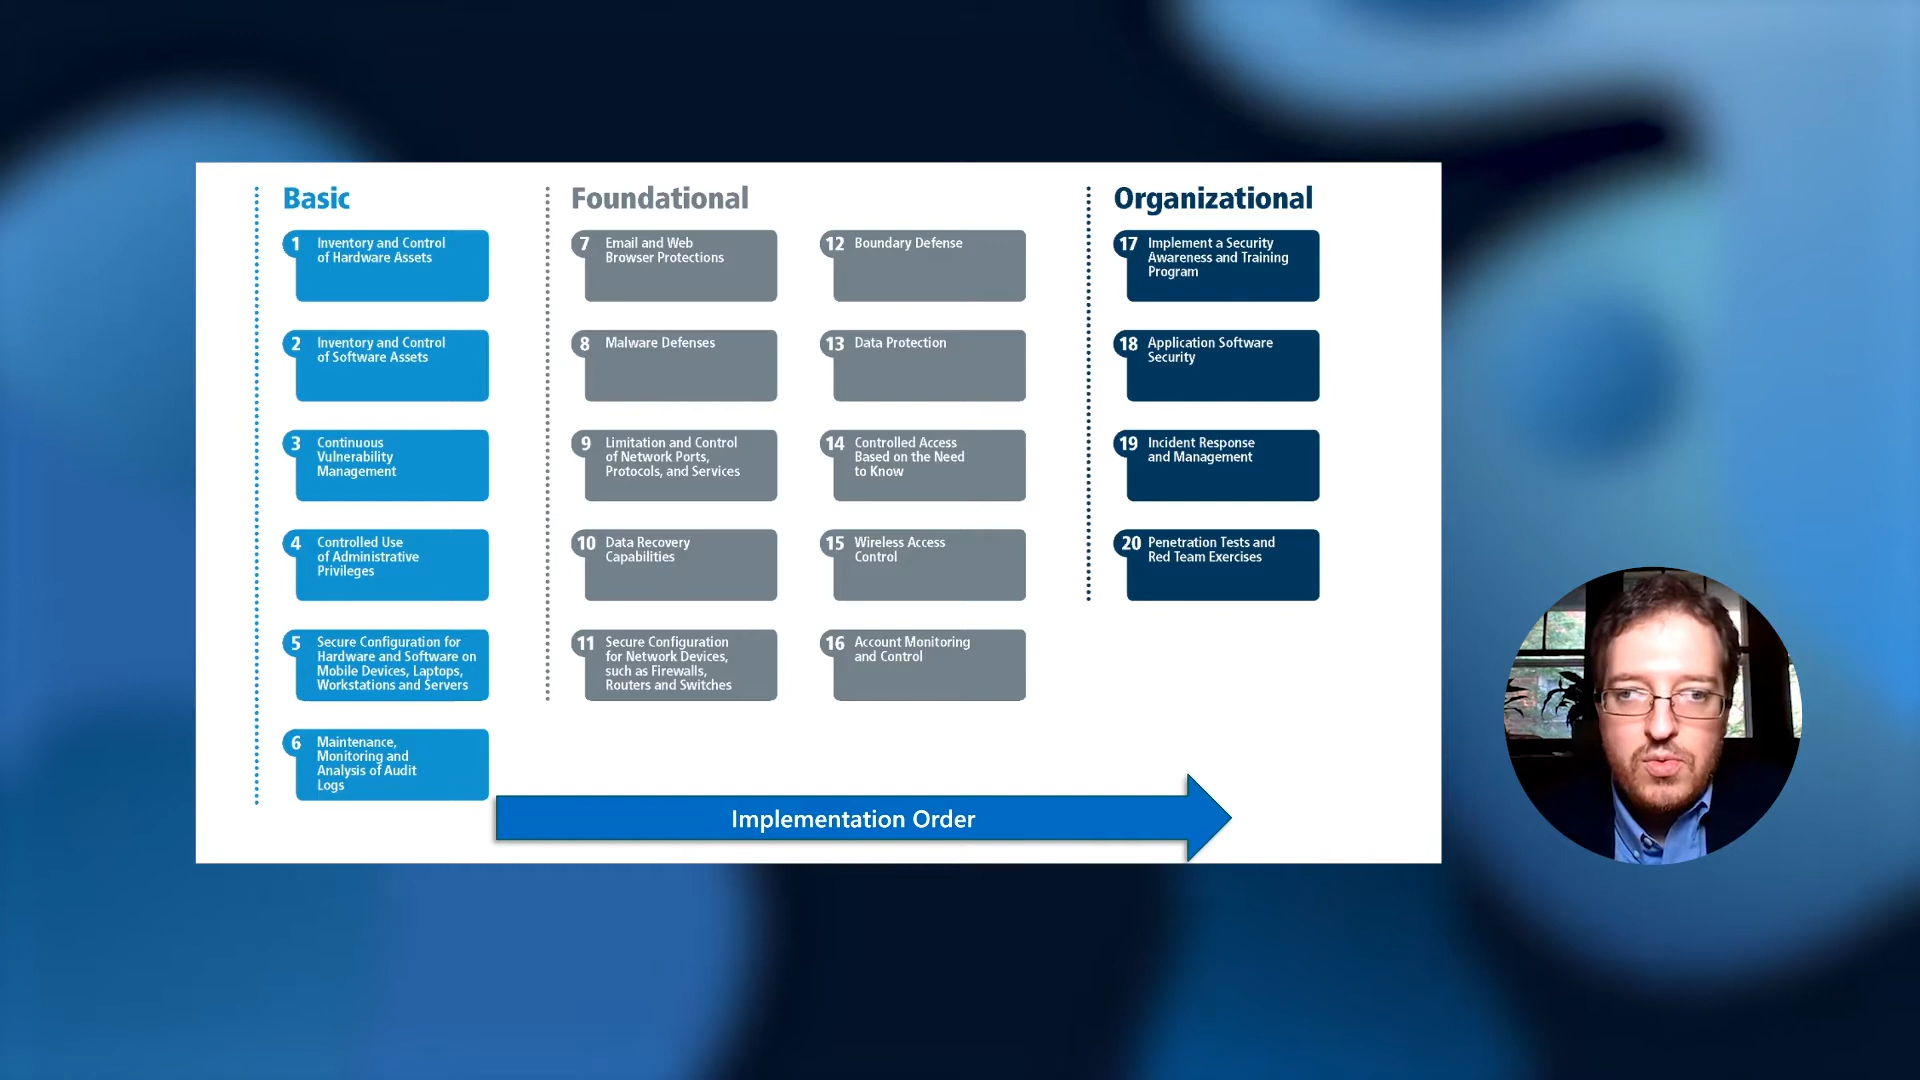 Basic
1 Inventory and Control
of Hardware Assets
2 Inventory and Control
of Software Assets
3 Continuous
Vulnerability
Management
4 Controlled Use
of Administrative
Privileges
5 Secure Configuration for
Hardware and Software on
Mobile Devices, Laptops,
Workstations and Servers
6 Maintenance,
Monitoring and
Analysis of Audit
Logs
Foundational
7 Email and Web
Browser Protections
8 Malware Defenses
9 Limitation and Control
of Network Ports,
Protocols, and Services
10 Data Recovery
Capabilities
11 Secure Configuration
for Network Devices,
such as Firewalls,
Routers and Switches
12 Boundary Defense
13 Data Protection
14 Controlled Access
Based on the Need
to Know
15 Wireless Access
Control
16 Account Monitoring
and Control
Organizational
17 Implement a Security
Awareness and Training
Program
18 Application Software
Security
19 Incident Response
and Management
20 Penetration Tests and
Red Team Exercises
Implementation Order